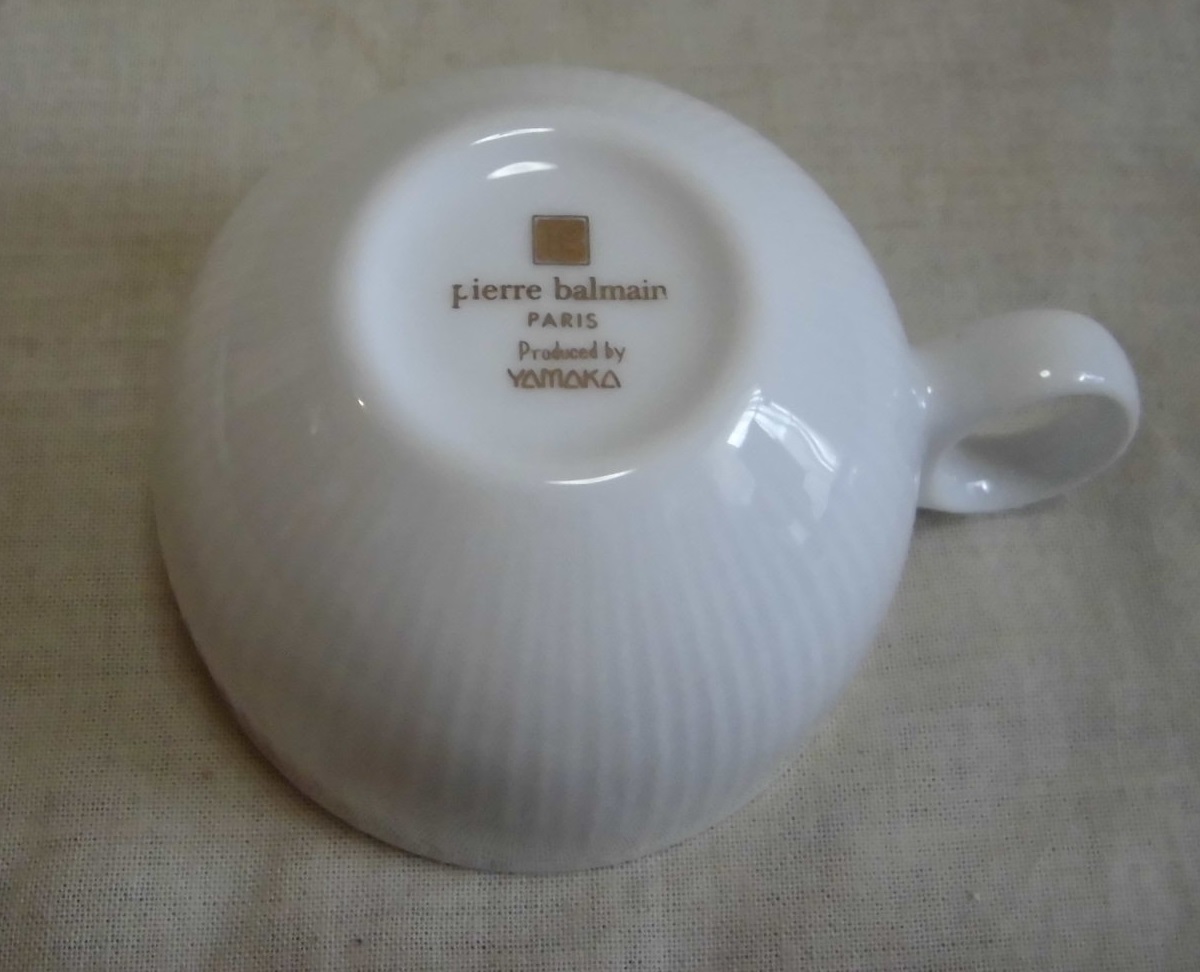 pierre balmain
PARIS
Produced by
YAMAKA